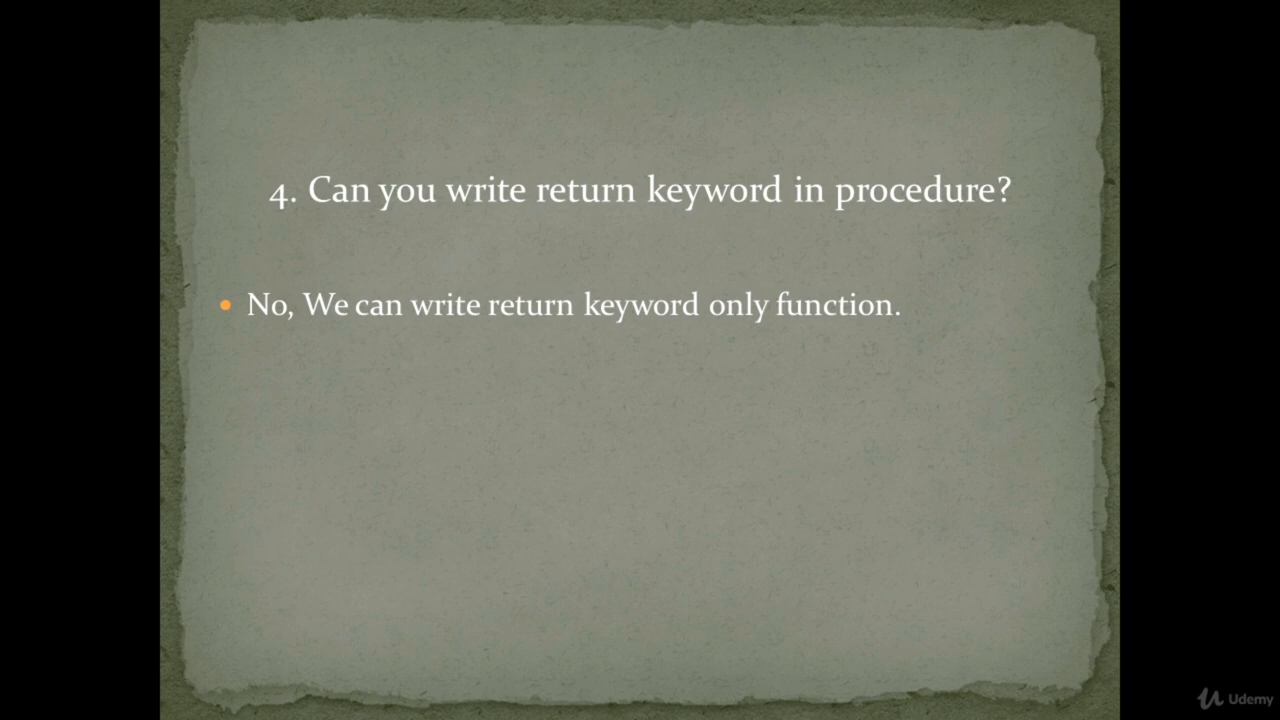 4. Can you write return keyword in procedure?
No, We can write return keyword only function.
Udemy